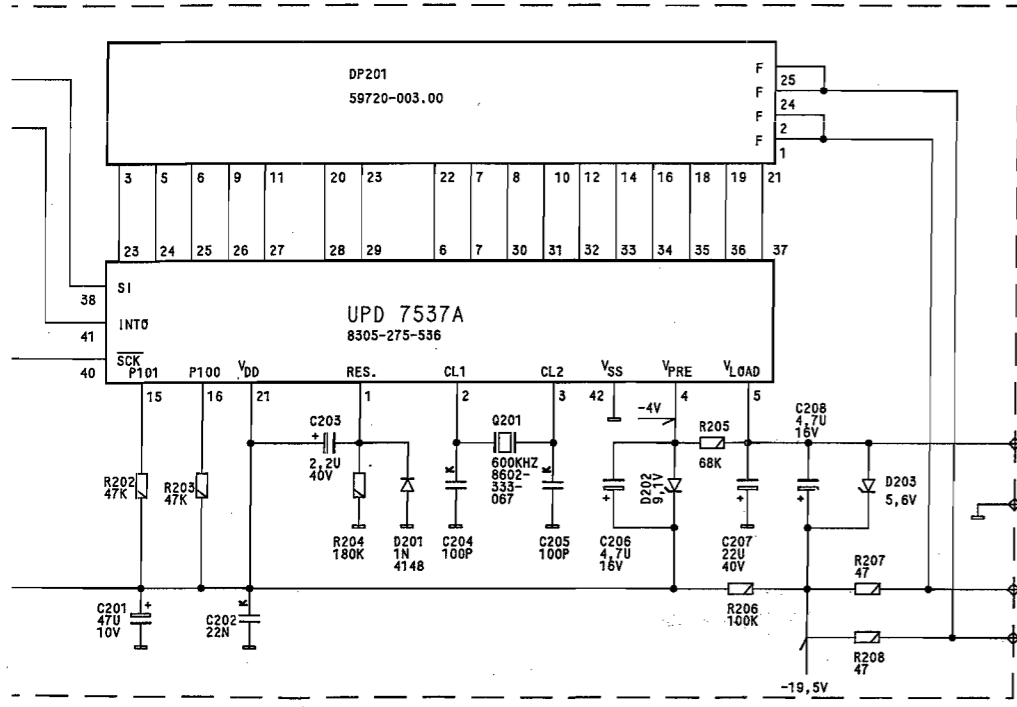 DP201
59720-003.00
F
25
F
24
F
2
F
1
3 5 6 9 11 20 23 22 7 8 10 12 14 16 18 19 21
23 24 25 26 27 28 29 6 7 30 31 32 33 34 35 36 37
SI
38
INT0
41
SCK
40
UPD 7537A
8305-275-536
P101 P100 VDD RES. CL1 CL2 VSS VPRE VLOAD
15 16 21 1 2 3 42 4 5
-4V
C203
+
2,2U
40V
Q201
600KHZ
8602-
333-
067
R205
68K
C208
4,7U
16V
R202
47K
R203
47K
K
K
D202
9,1V
D203
5,6V
+
+
+
R204
180K
D201
1N
4148
C204
100P
C205
100P
C206
4,7U
16V
C207
22U
40V
R207
47
C201
47U
10V
+
C202
22N
K
R206
100K
R208
47
-19,5V